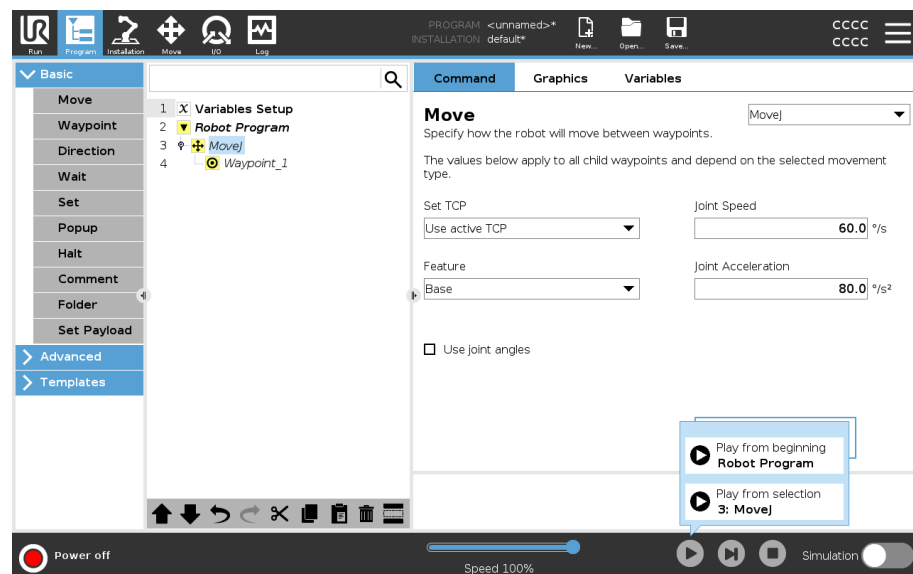 PROGRAM <unnamed>*
INSTALLATION default*
CCCC
CCCC
Run Program Installation Move I/O Log
New... Open... Save...
Basic
Move
Waypoint
Direction
Wait
Set
Popup
Halt
Comment
Folder
Set Payload
Advanced
Templates
1 X Variables Setup
2 Robot Program
3 MoveJ
4 Waypoint_1
Command Graphics Variables
Move
MoveJ
Specify how the robot will move between waypoints.
The values below apply to all child waypoints and depend on the selected movement
type.
Set TCP
Use active TCP
Joint Speed
60.0 °/s
Feature
Base
Joint Acceleration
80.0 °/s²
Use joint angles
Play from beginning
Robot Program
Play from selection
3: MoveJ
Power off
Speed 100%
Simulation